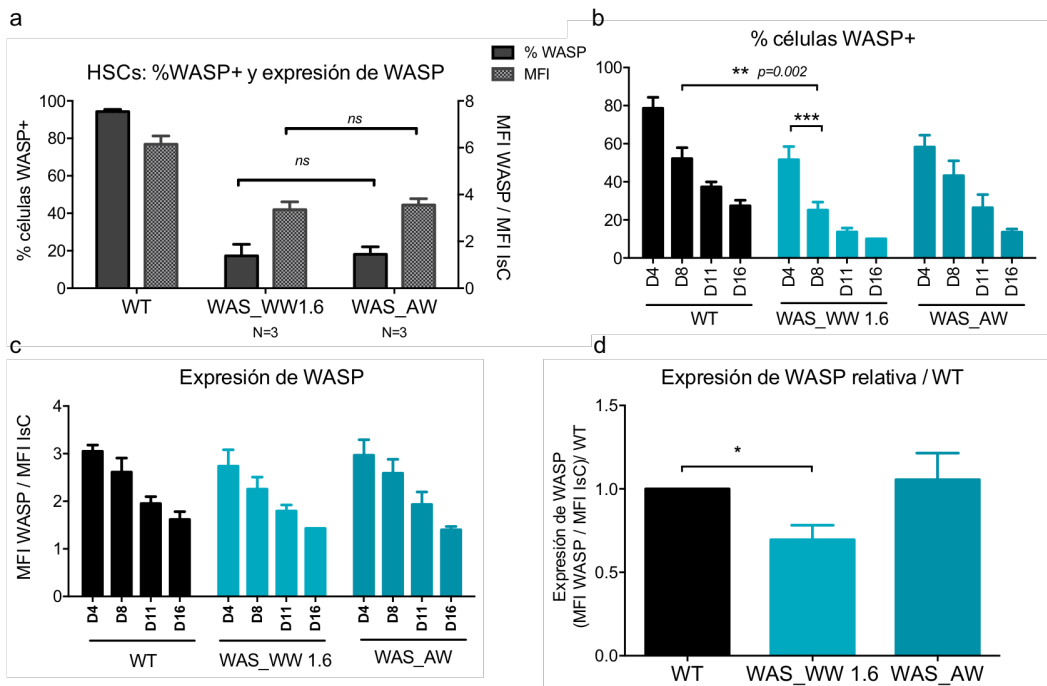 a
HSCs: %WASP+ y expresión de WASP
% WASP
MFI
% células WASP+
100
80
60
40
20
0
ns
ns
8
6
4
2
0
MFI WASP / MFI IsC
WT
WAS_WW1.6
WAS_AW
N=3
N=3
b
% células WASP+
100
80
60
40
20
0
** p=0.002
***
D4 D8 D11 D16
D4 D8 D11 D16
D4 D8 D11 D16
WT
WAS_WW 1.6
WAS_AW
c
Expresión de WASP
MFI WASP / MFI IsC
4
3
2
1
0
D4 D8 D11 D16
D4 D8 D11 D16
D4 D8 D11 D16
WT
WAS_WW 1.6
WAS_AW
d
Expresión de WASP relativa / WT
Expresión de WASP
(MFI WASP / MFI IsC)/ WT
1.5
1.0
0.5
0.0
*
WT
WAS_WW 1.6
WAS_AW